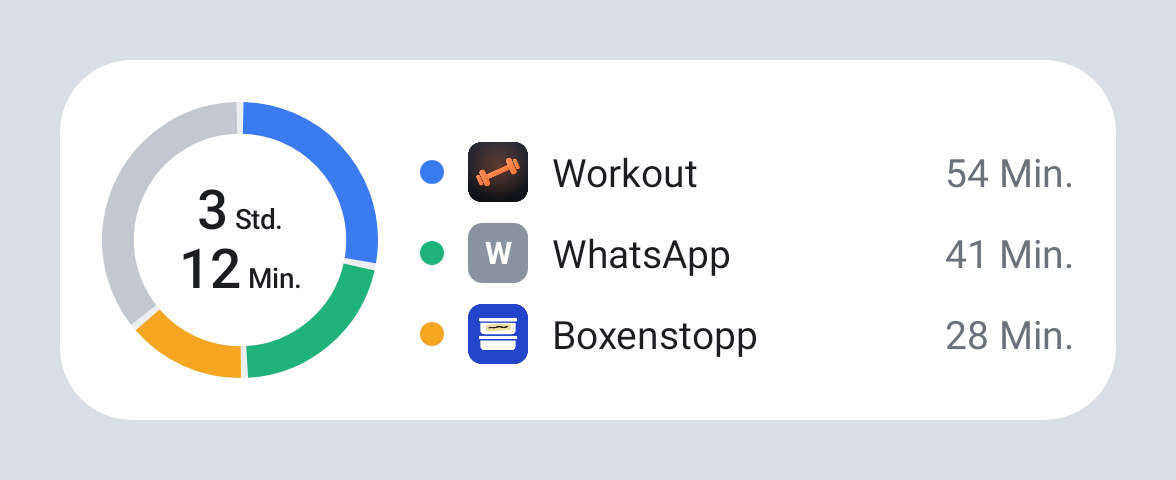 3 Std.
12 Min.
Workout 54 Min.
W WhatsApp 41 Min.
Boxenstopp 28 Min.